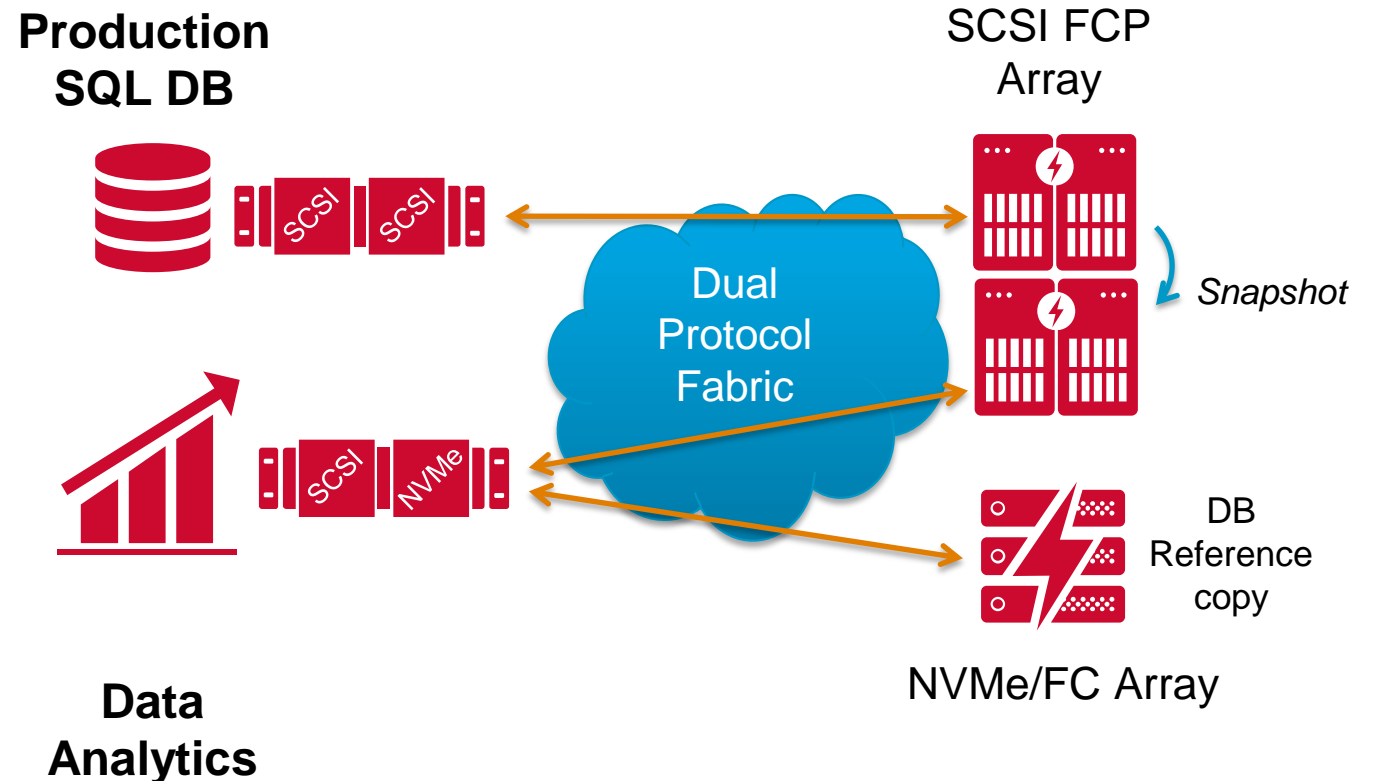 Production
SQL DB
SCSI FCP
Array
SCSI
SCSI
Dual
Protocol
Fabric
Snapshot
SCSI
NVMe
DB
Reference
copy
NVMe/FC Array
Data
Analytics